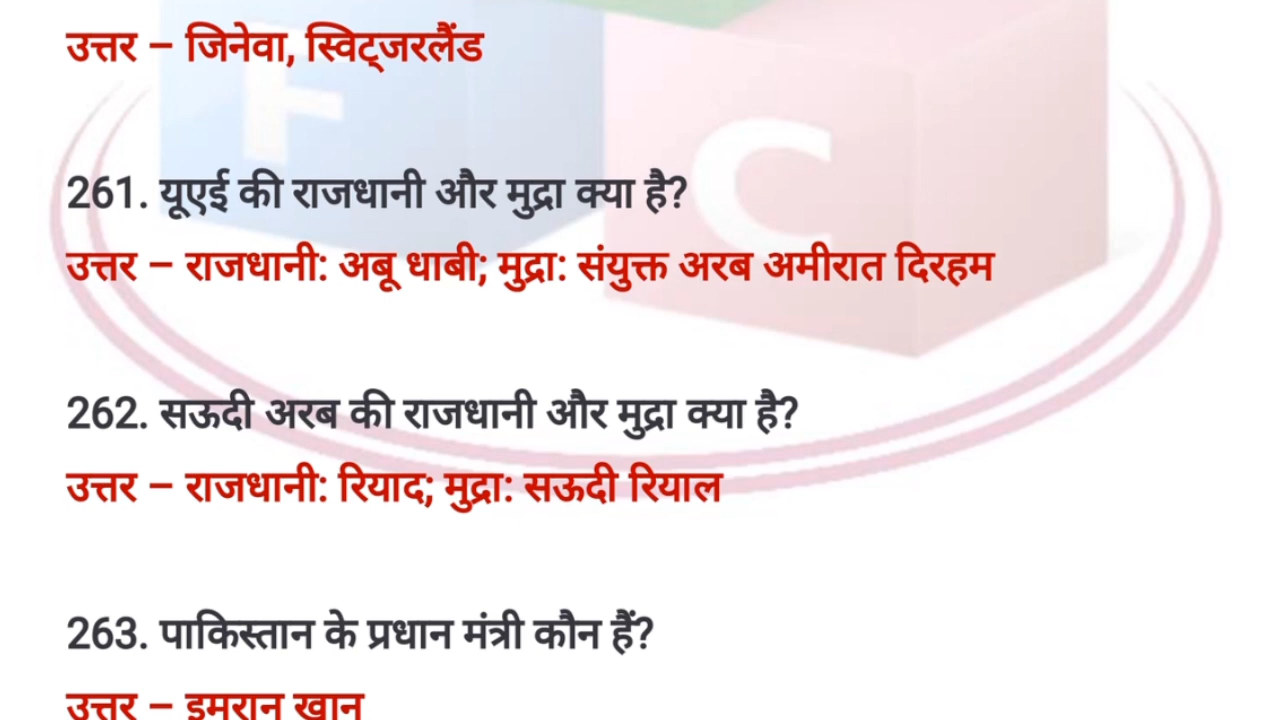 उत्तर – जिनेवा, स्विट्जरलैंड
261. यूएई की राजधानी और मुद्रा क्या है?
उत्तर – राजधानी: अबू धाबी; मुद्रा: संयुक्त अरब अमीरात दिरहम
262. सऊदी अरब की राजधानी और मुद्रा क्या है?
उत्तर – राजधानी: रियाद; मुद्रा: सऊदी रियाल
263. पाकिस्तान के प्रधान मंत्री कौन हैं?
उत्तर – इमरान खान
F
C